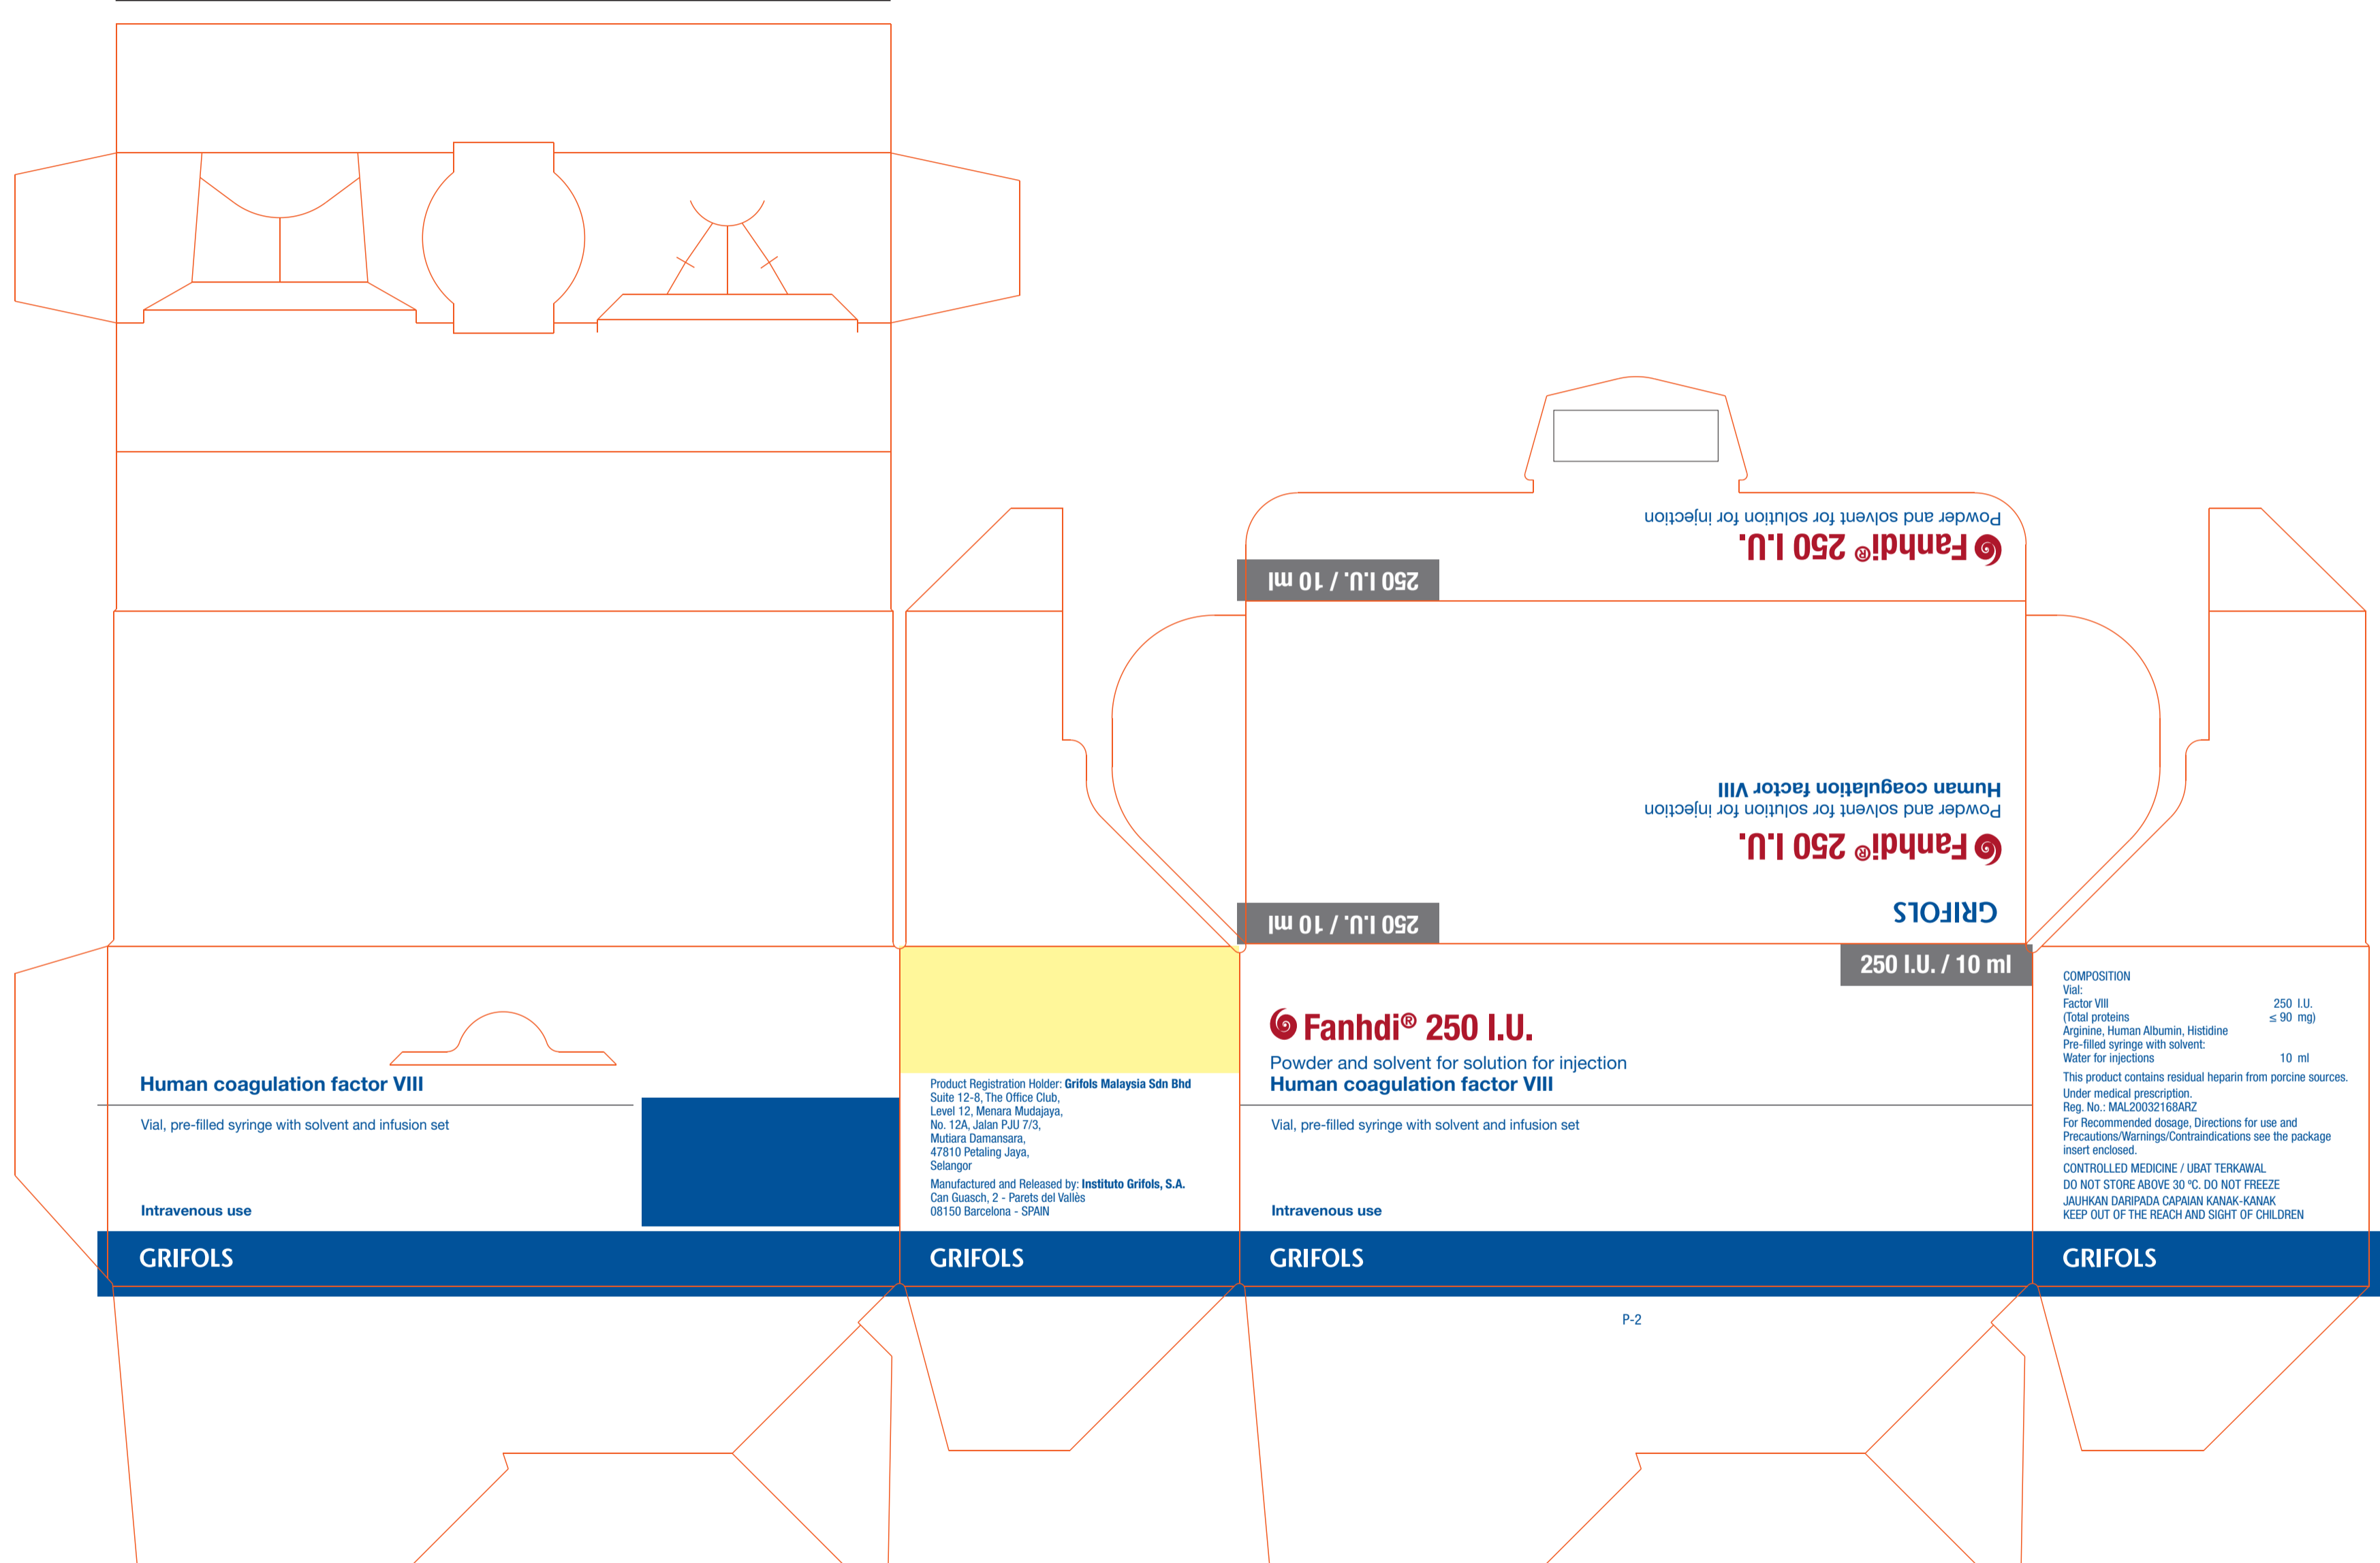 Powder and solvent for solution for injection
Fanhdi® 250 I.U.
250 I.U. / 10 ml
Human coagulation factor VIII
Powder and solvent for solution for injection
Fanhdi® 250 I.U.
GRIFOLS
250 I.U. / 10 ml
Human coagulation factor VIII
Vial, pre-filled syringe with solvent and infusion set
Intravenous use
GRIFOLS
Product Registration Holder: Grifols Malaysia Sdn Bhd
Suite 12-8, The Office Club,
Level 12, Menara Mudajaya,
No. 12A, Jalan PJU 7/3,
Mutiara Damansara,
47810 Petaling Jaya,
Selangor
Manufactured and Released by: Instituto Grifols, S.A.
Can Guasch, 2 - Parets del Vallès
08150 Barcelona - SPAIN
GRIFOLS
250 I.U. / 10 ml
Fanhdi® 250 I.U.
Powder and solvent for solution for injection
Human coagulation factor VIII
Vial, pre-filled syringe with solvent and infusion set
Intravenous use
GRIFOLS
P-2
COMPOSITION
Vial:
Factor VIII 250 I.U.
(Total proteins ≤ 90 mg)
Arginine, Human Albumin, Histidine
Pre-filled syringe with solvent:
Water for injections 10 ml
This product contains residual heparin from porcine sources.
Under medical prescription.
Reg. No.: MAL20032168ARZ
For Recommended dosage, Directions for use and
Precautions/Warnings/Contraindications see the package
insert enclosed.
CONTROLLED MEDICINE / UBAT TERKAWAL
DO NOT STORE ABOVE 30 ºC. DO NOT FREEZE
JAUHKAN DARIPADA CAPAIAN KANAK-KANAK
KEEP OUT OF THE REACH AND SIGHT OF CHILDREN
GRIFOLS